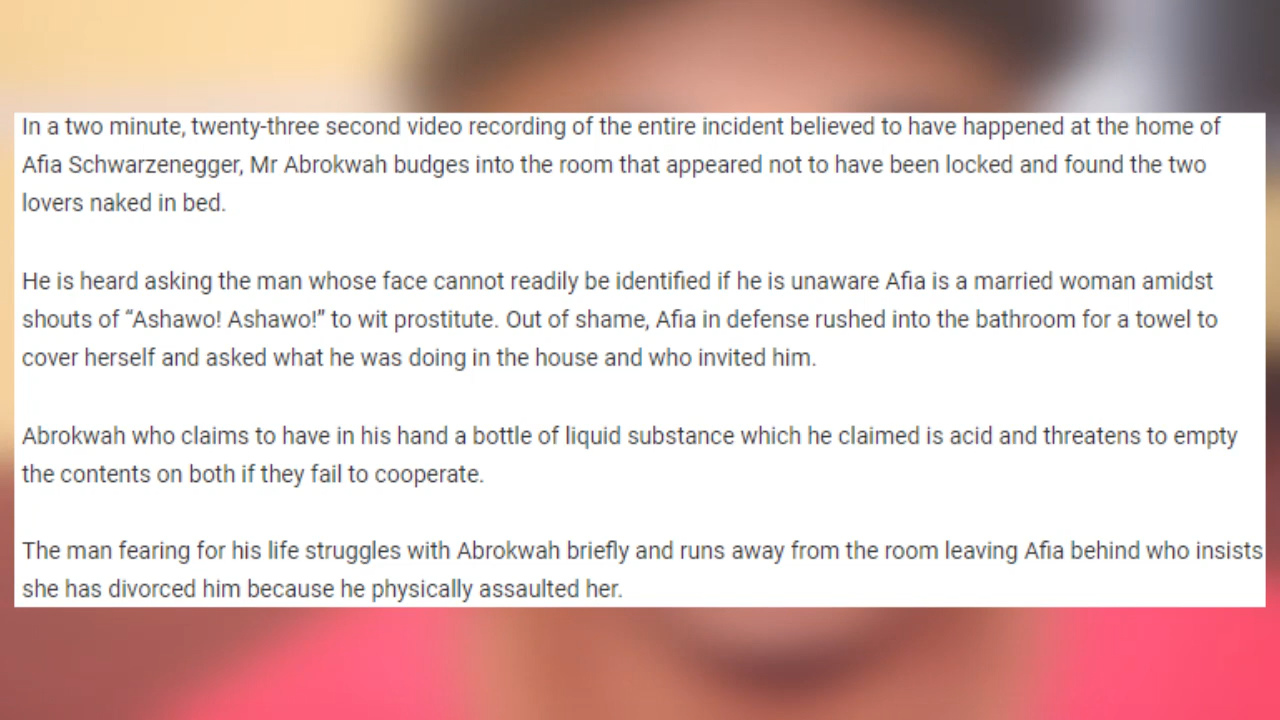 In a two minute, twenty-three second video recording of the entire incident believed to have happened at the home of
Afia Schwarzenegger, Mr Abrokwah budges into the room that appeared not to have been locked and found the two
lovers naked in bed.
He is heard asking the man whose face cannot readily be identified if he is unaware Afia is a married woman amidst
shouts of “Ashawo! Ashawo!” to wit prostitute. Out of shame, Afia in defense rushed into the bathroom for a towel to
cover herself and asked what he was doing in the house and who invited him.
Abrokwah who claims to have in his hand a bottle of liquid substance which he claimed is acid and threatens to empty
the contents on both if they fail to cooperate.
The man fearing for his life struggles with Abrokwah briefly and runs away from the room leaving Afia behind who insists
she has divorced him because he physically assaulted her.